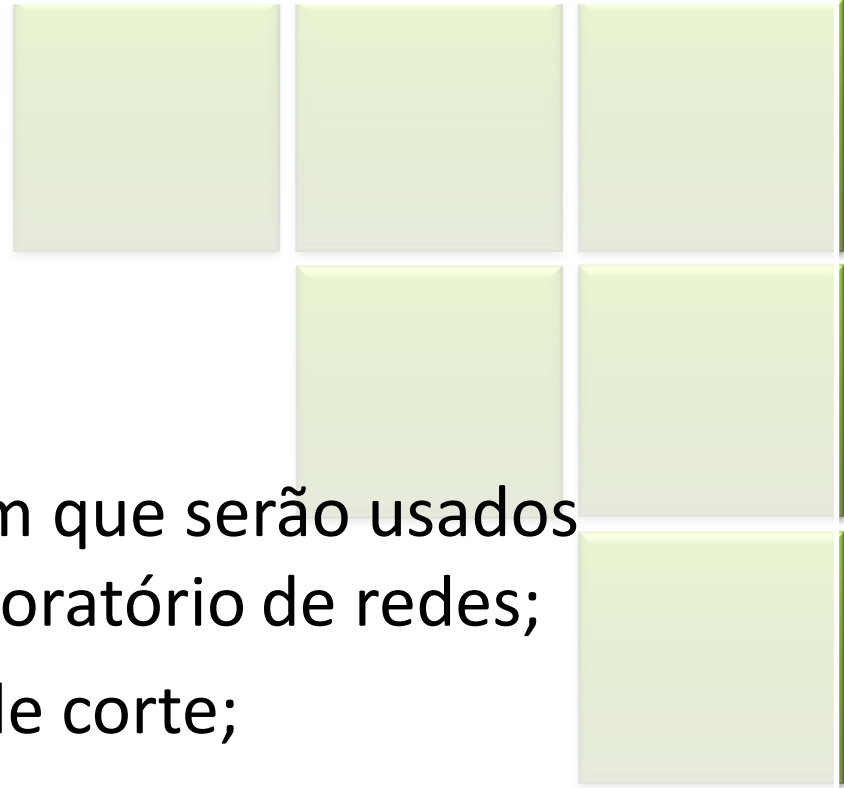 m que serão usados
oratório de redes;
le corte;